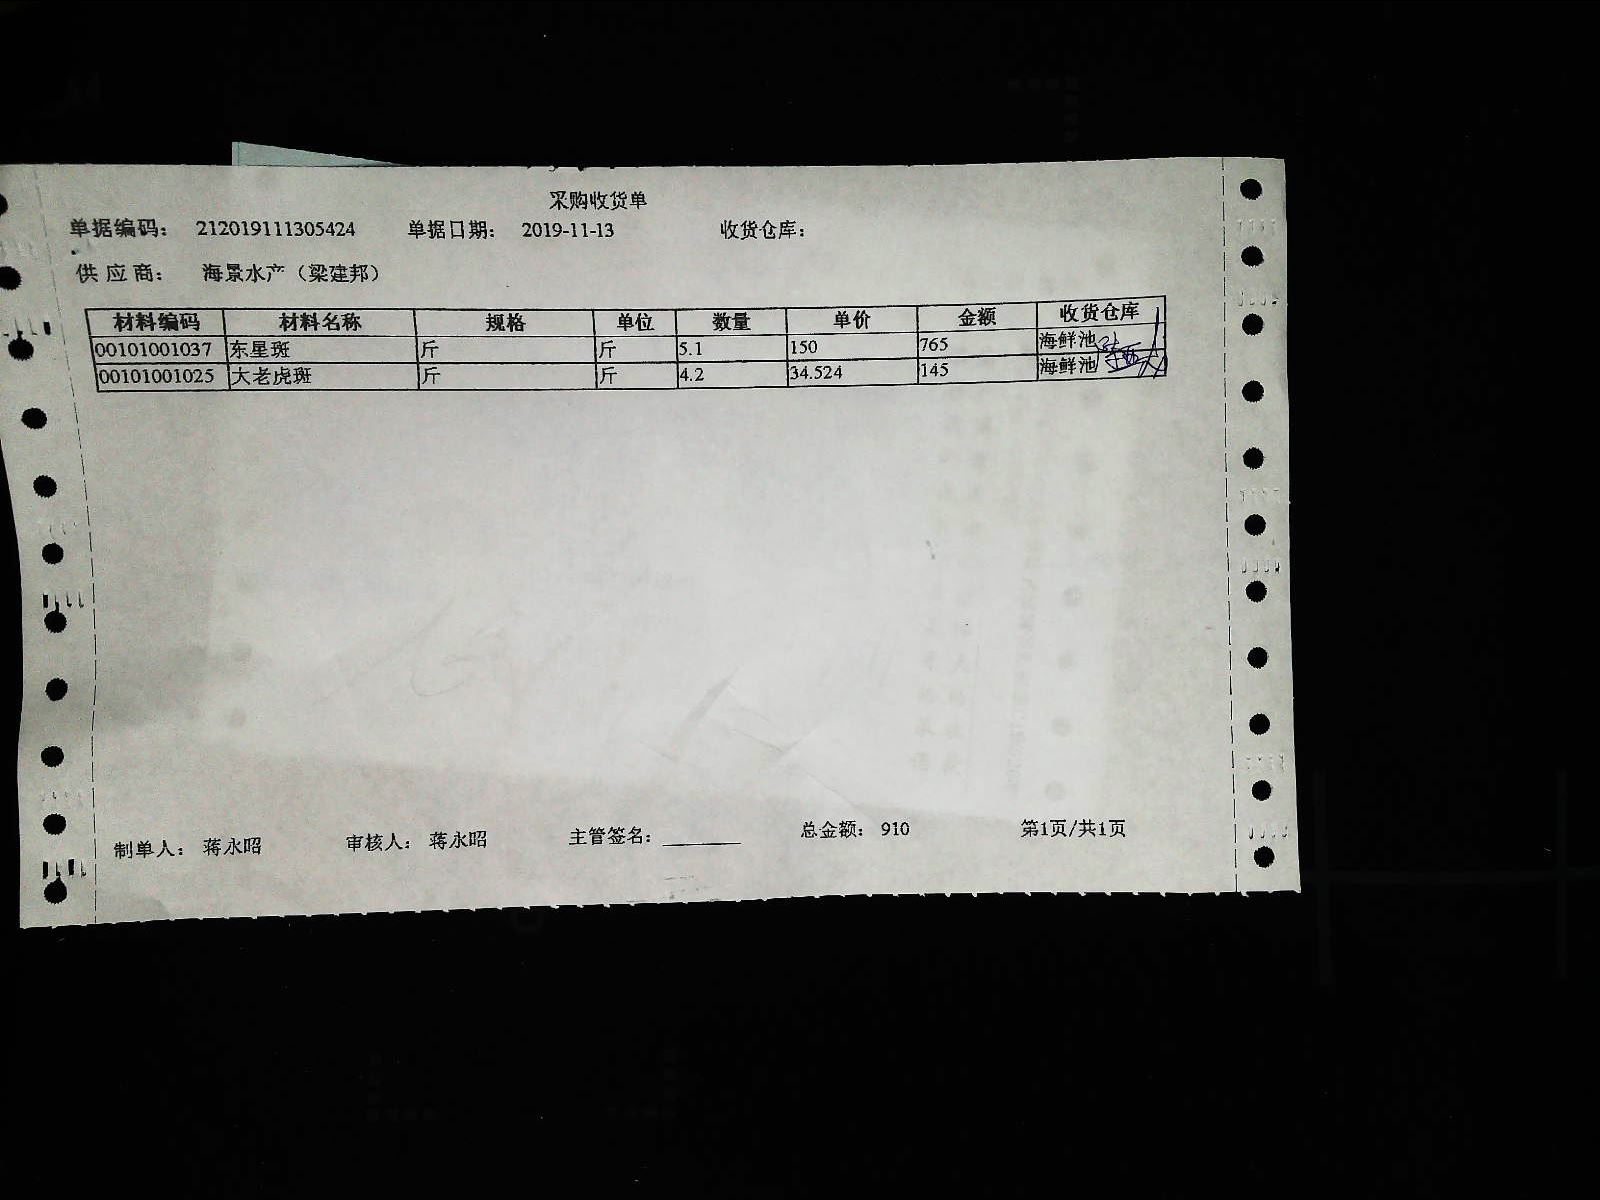 采购收货单
单据编码： 212019111305424 单据日期： 2019-11-13 收货仓库：
供 应 商： 海景水产（梁建邦）
材料编码 材料名称 规格 单位 数量 单价 金额 收货仓库
00101001037 东星斑 斤 斤 5.1 150 765 海鲜池
00101001025 大老虎斑 斤 斤 4.2 34.524 145 海鲜池
制单人： 蒋永昭 审核人： 蒋永昭 主管签名： 总金额： 910 第1页/共1页